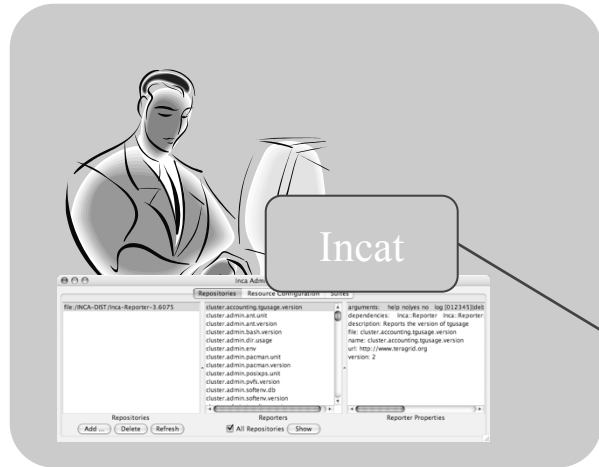 Incat
Inca Adm
Repositories Resource Configuration Suites
file:/INCA-DIST/Inca-Reporter-3.6075
cluster.accounting.tgusage.version
cluster.admin.ant.unit
cluster.admin.ant.version
cluster.admin.bash.version
cluster.admin.dir.usage
cluster.admin.env
cluster.admin.pacman.unit
cluster.admin.pacman.version
cluster.admin.posixps.unit
cluster.admin.pvfs.version
cluster.admin.softenv.db
cluster.admin.softenv.version
arguments: help no|yes no log [012345]|deb
dependencies: Inca::Reporter Inca::Reporter
description: Reports the version of tgusage
file: cluster.accounting.tgusage.version
name: cluster.accounting.tgusage.version
url: http://www.teragrid.org
version: 2
Repositories
Reporters
Reporter Properties
Add ... Delete Refresh
All Repositories Show